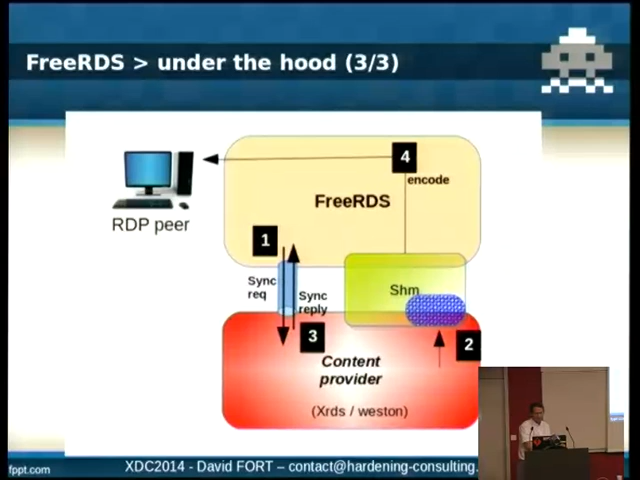 FreeRDS > under the hood (3/3)
4
encode
FreeRDS
RDP peer
1
Sync
req
Shm
Sync
reply
3
2
Content
provider
(Xrds / weston)
fppt.com
XDC2014 - David FORT – contact@hardening-consulting.